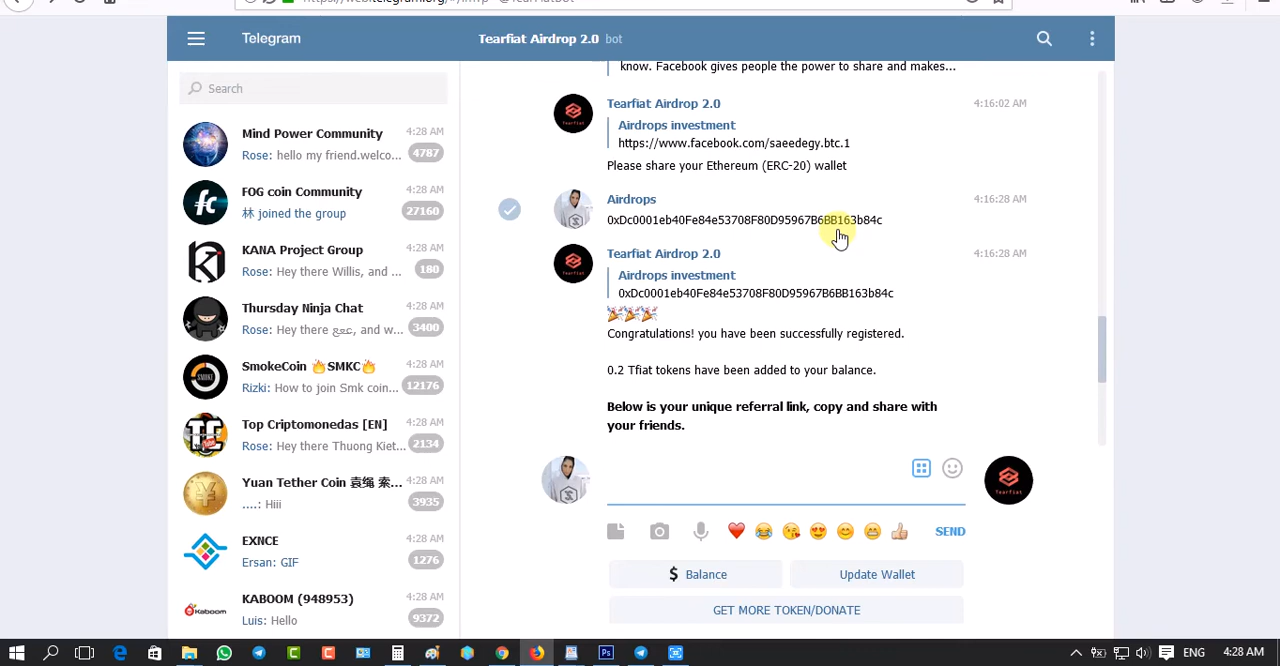 Telegram
Tearfiat Airdrop 2.0 bot
Search
Mind Power Community 4:28 AM
Rose: hello my friend.welco... 4787
FOG coin Community 4:28 AM
林 joined the group 27160
KANA Project Group 4:28 AM
Rose: Hey there Willis, and ... 180
Thursday Ninja Chat 4:28 AM
Rose: Hey there ععع, and w... 3400
SmokeCoin 🔥SMKC🔥 4:28 AM
Rizki: How to join Smk coin... 12176
Top Criptomonedas [EN] 4:28 AM
Rose: Hey there Thuong Kiet... 2134
Yuan Tether Coin 袁龟 索... 4:28 AM
....: Hiii 3935
EXNCE 4:28 AM
Ersan: GIF 1276
KABOOM (948953) 4:28 AM
Luis: Hello 9372
know. Facebook gives people the power to share and makes...
Tearfiat Airdrop 2.0 4:16:02 AM
Airdrops investment
https://www.facebook.com/saeedegy.btc.1
Please share your Ethereum (ERC-20) wallet
Airdrops 4:16:28 AM
0xDc0001eb40Fe84e53708F80D95967B6BB163b84c
Tearfiat Airdrop 2.0 4:16:28 AM
Airdrops investment
0xDc0001eb40Fe84e53708F80D95967B6BB163b84c
🎉🎉🎉
Congratulations! you have been successfully registered.
0.2 Tfiat tokens have been added to your balance.
Below is your unique referral link, copy and share with
your friends.
Tearfiat
SEND
$ Balance
Update Wallet
GET MORE TOKEN/DONATE
ENG
4:28 AM